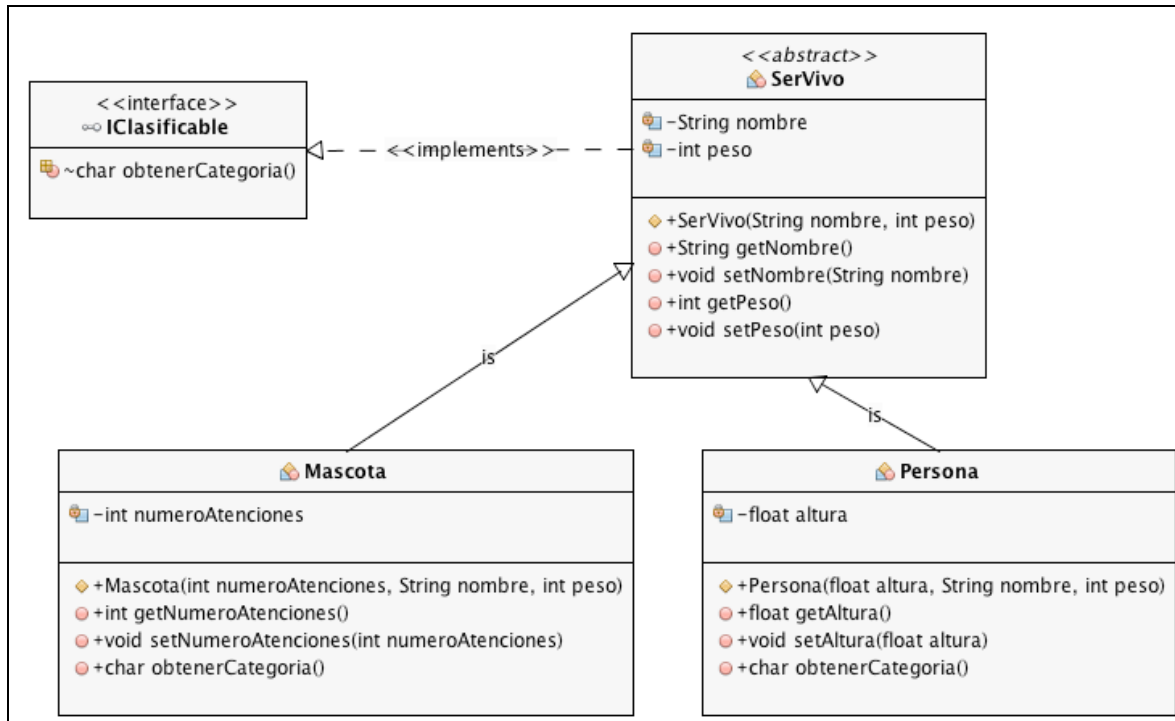 <<interface>>
IClasificable
~char obtenerCategoria()
<<implements>>
<<abstract>>
SerVivo
-String nombre
-int peso
+SerVivo(String nombre, int peso)
+String getNombre()
+void setNombre(String nombre)
+int getPeso()
+void setPeso(int peso)
is
is
Mascota
-int numeroAtenciones
+Mascota(int numeroAtenciones, String nombre, int peso)
+int getNumeroAtenciones()
+void setNumeroAtenciones(int numeroAtenciones)
+char obtenerCategoria()
Persona
-float altura
+Persona(float altura, String nombre, int peso)
+float getAltura()
+void setAltura(float altura)
+char obtenerCategoria()